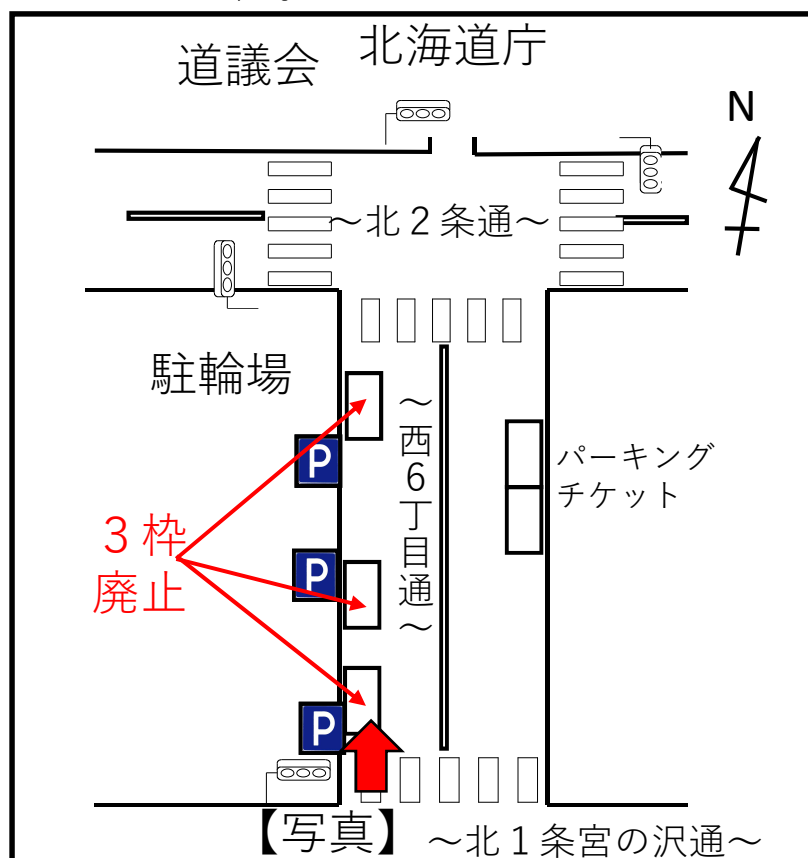 道議会
北海道庁
N
～北２条通～
駐輪場
～西６丁目通～
P
パーキング
チケット
３枠
廃止
P
P
【写真】
～北１条宮の沢通～